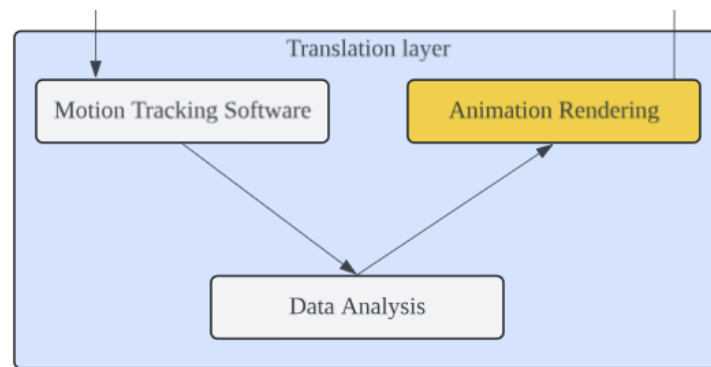 Translation layer
Motion Tracking Software
Animation Rendering
Data Analysis